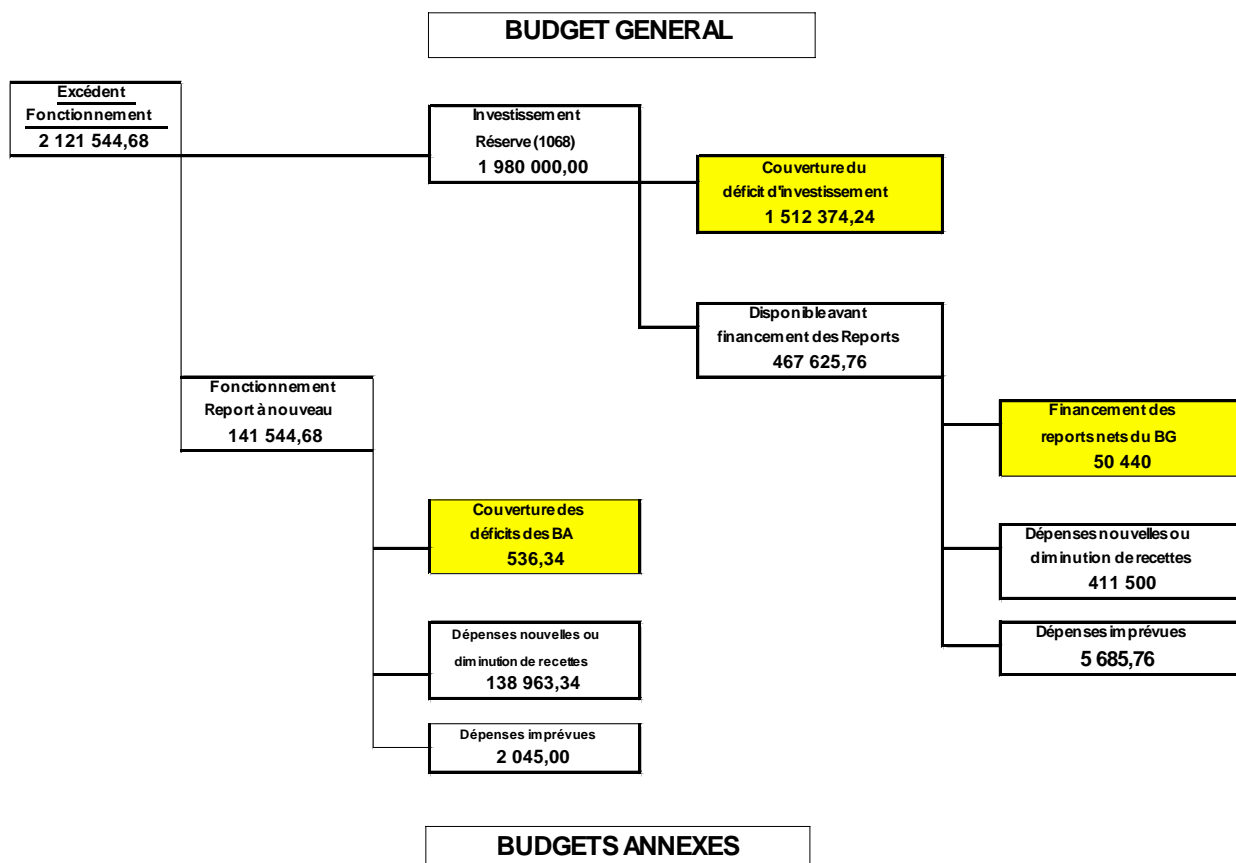 BUDGET GENERAL
Excédent
Fonctionnement
2 121 544,68
Investissement
Réserve (1068)
1 980 000,00
Couverture du
déficit d'investissement
1 512 374,24
Disponible avant
financement des Reports
467 625,76
Fonctionnement
Report à nouveau
141 544,68
Financement des
reports nets du BG
50 440
Couverture des
déficits des BA
536,34
Dépenses nouvelles ou
diminution de recettes
411 500
Dépenses nouvelles ou
diminution de recettes
138 963,34
Dépenses imprévues
5 685,76
Dépenses imprévues
2 045,00
BUDGETS ANNEXES